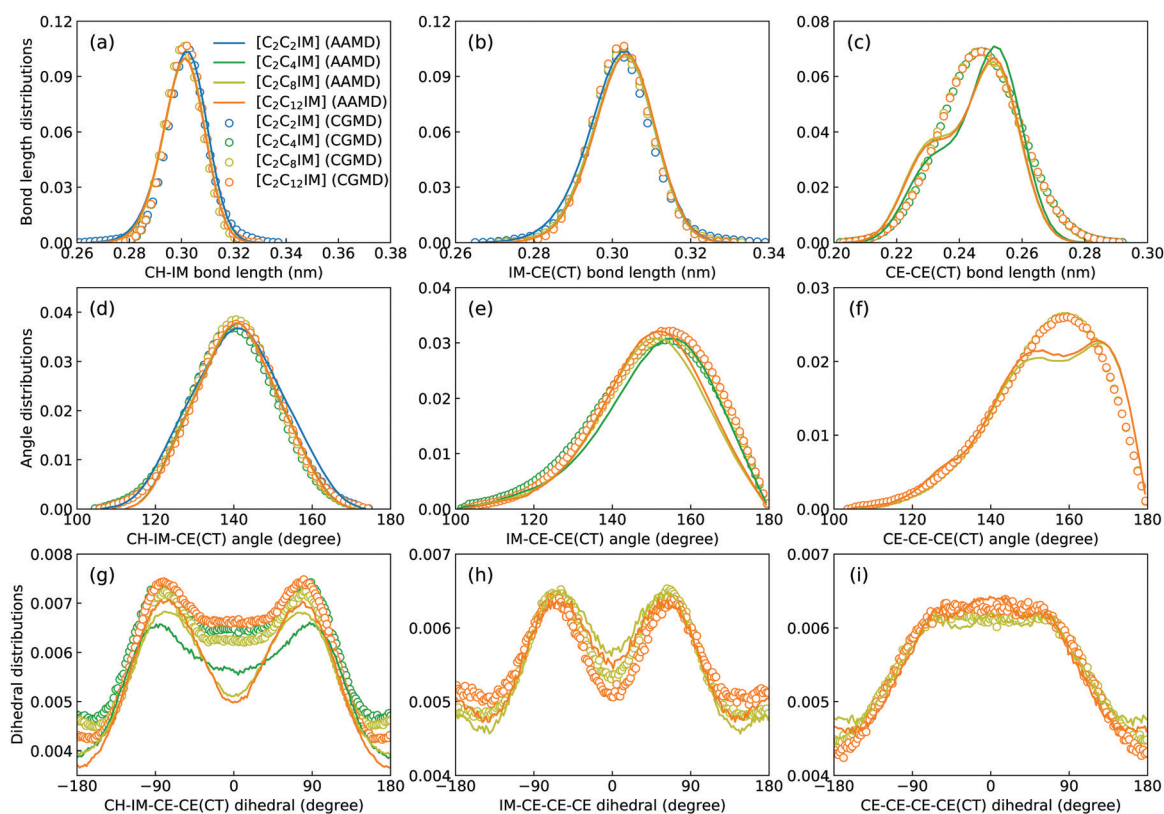 (a)
[C₂C₂IM] (AAMD)
[C₂C₄IM] (AAMD)
[C₂C₈IM] (AAMD)
[C₂C₁₂IM] (AAMD)
[C₂C₂IM] (CGMD)
[C₂C₄IM] (CGMD)
[C₂C₈IM] (CGMD)
[C₂C₁₂IM] (CGMD)
Bond length distributions
0.12
0.09
0.06
0.03
0.00
0.26 0.28 0.30 0.32 0.34 0.36 0.38
CH-IM bond length (nm)
(b)
0.12
0.09
0.06
0.03
0.00
0.26 0.28 0.30 0.32 0.34
IM-CE(CT) bond length (nm)
(c)
0.08
0.06
0.04
0.02
0.00
0.20 0.22 0.24 0.26 0.28 0.30
CE-CE(CT) bond length (nm)
(d)
Angle distributions
0.04
0.03
0.02
0.01
0.00
100 120 140 160 180
CH-IM-CE(CT) angle (degree)
(e)
0.04
0.03
0.02
0.01
0.00
100 120 140 160 180
IM-CE-CE(CT) angle (degree)
(f)
0.03
0.02
0.01
0.00
100 120 140 160 180
CE-CE-CE(CT) angle (degree)
(g)
Dihedral distributions
0.008
0.007
0.006
0.005
0.004
−180 −90 0 90 180
CH-IM-CE-CE(CT) dihedral (degree)
(h)
0.007
0.006
0.005
0.004
−180 −90 0 90 180
IM-CE-CE-CE dihedral (degree)
(i)
0.007
0.006
0.005
0.004
−180 −90 0 90 180
CE-CE-CE-CE(CT) dihedral (degree)